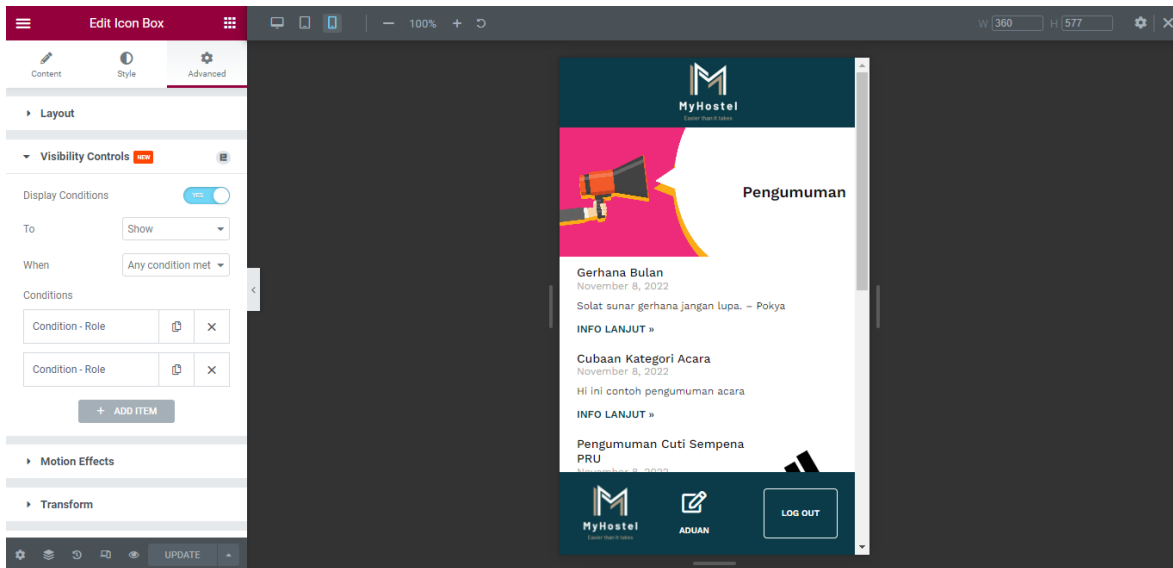 Edit Icon Box
100%
W 360 H 577
Content Style Advanced
Layout
Visibility Controls NEW
Display Conditions YES
To Show
When Any condition met
Conditions
Condition - Role
Condition - Role
+ ADD ITEM
Motion Effects
Transform
UPDATE
MyHostel
Easier than it takes
Pengumuman
Gerhana Bulan
November 8, 2022
Solat sunar gerhana jangan lupa. – Pokya
INFO LANJUT »
Cubaan Kategori Acara
November 8, 2022
Hi ini contoh pengumuman acara
INFO LANJUT »
Pengumuman Cuti Sempena
PRU
November 8, 2022
MyHostel
Easier than it takes
ADUAN
LOG OUT